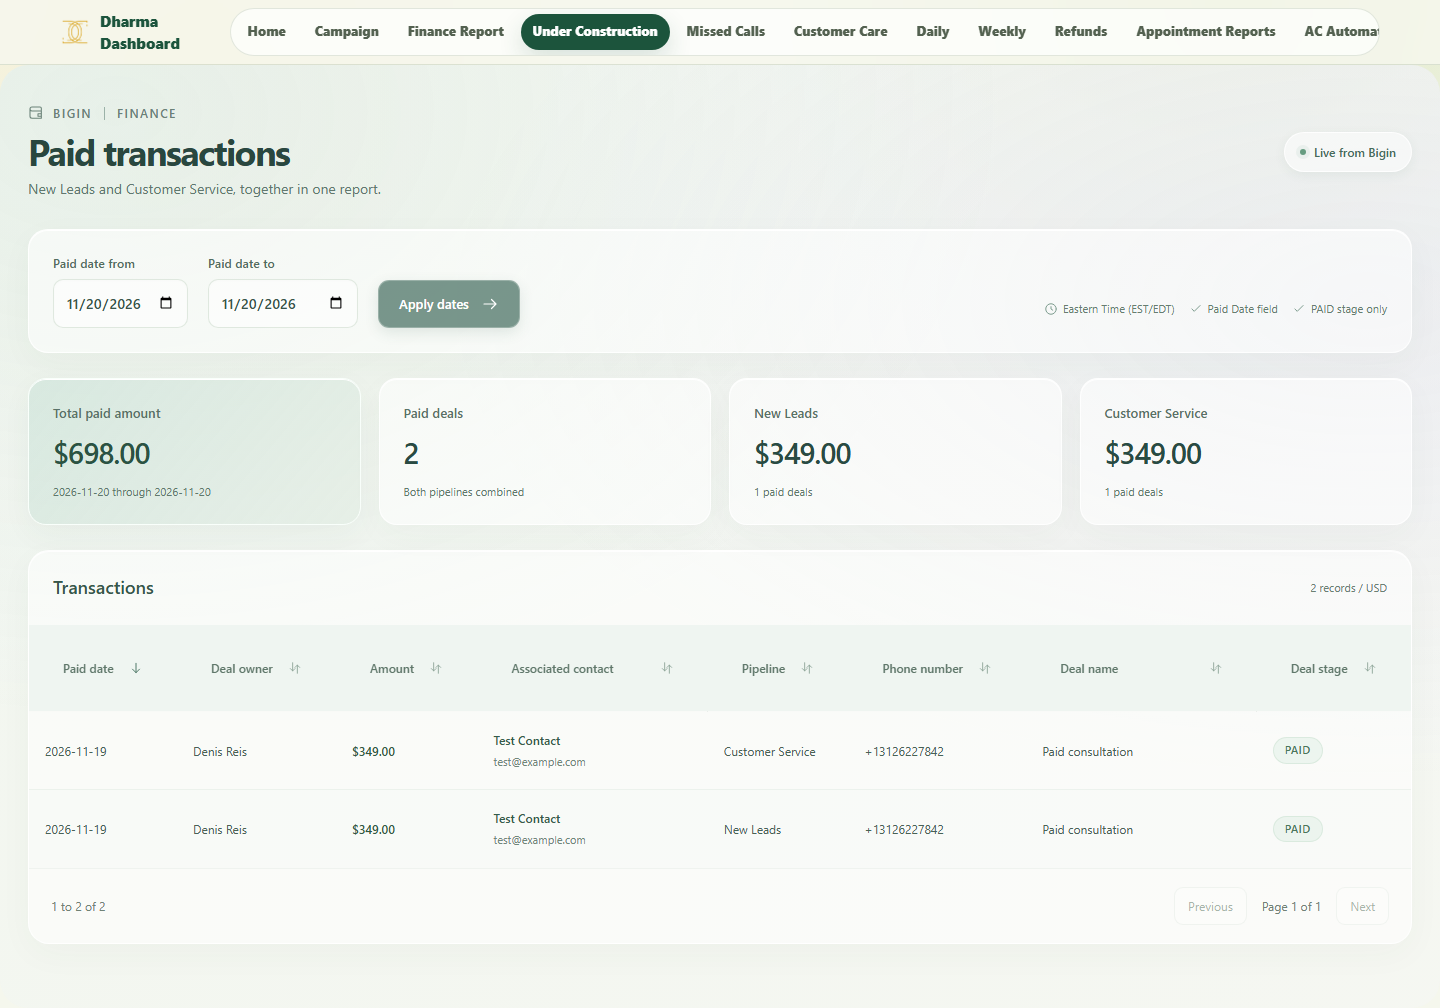 Dharma
Dashboard
Home
Campaign
Finance Report
Under Construction
Missed Calls
Customer Care
Daily
Weekly
Refunds
Appointment Reports
AC Automat
BIGIN | FINANCE
Paid transactions
Live from Bigin
New Leads and Customer Service, together in one report.
Paid date from
Paid date to
11/20/2026
11/20/2026
Apply dates
Eastern Time (EST/EDT)
Paid Date field
PAID stage only
Total paid amount
$698.00
2026-11-20 through 2026-11-20
Paid deals
2
Both pipelines combined
New Leads
$349.00
1 paid deals
Customer Service
$349.00
1 paid deals
Transactions
2 records / USD
Paid date
Deal owner
Amount
Associated contact
Pipeline
Phone number
Deal name
Deal stage
2026-11-19
Denis Reis
$349.00
Test Contact
test@example.com
Customer Service
+13126227842
Paid consultation
PAID
2026-11-19
Denis Reis
$349.00
Test Contact
test@example.com
New Leads
+13126227842
Paid consultation
PAID
1 to 2 of 2
Previous
Page 1 of 1
Next